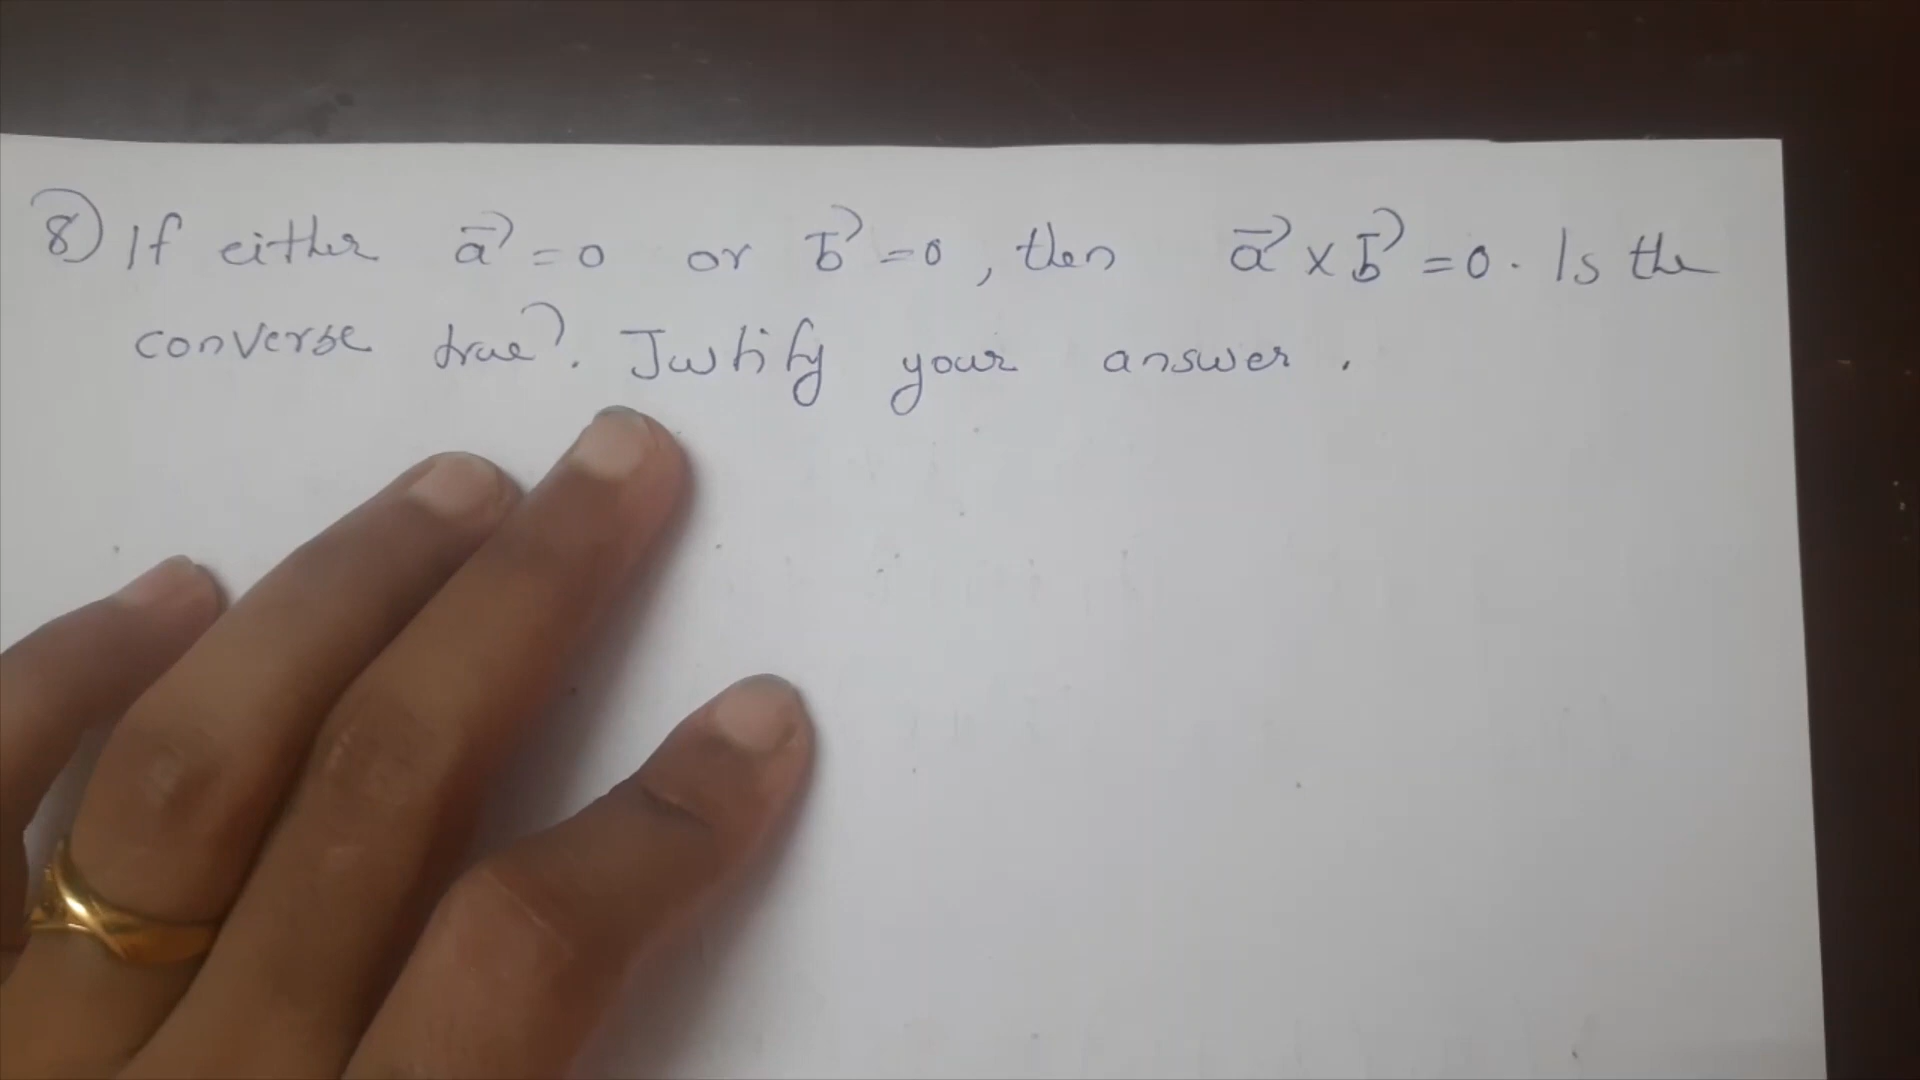 8) If either a⃗ = 0 or b⃗ = 0, then a⃗ × b⃗ = 0. Is the
converse true?. Justify your answer.